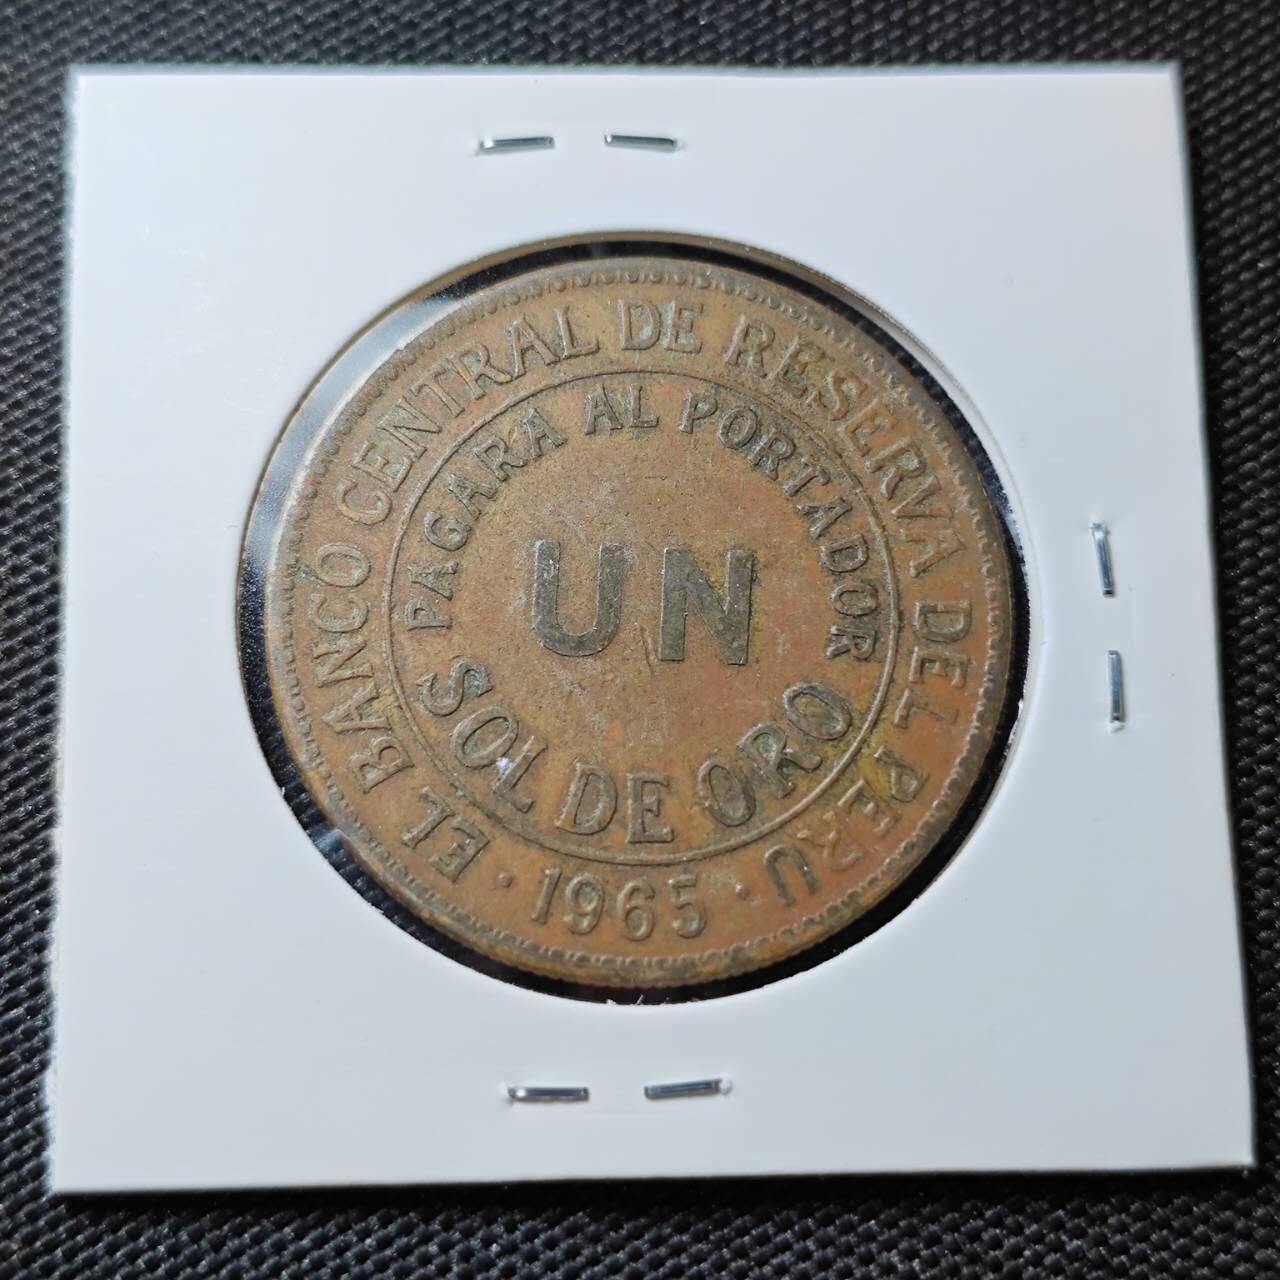 EL BANCO CENTRAL DE RESERVA DEL PERU
PAGARA AL PORTADOR
UN
SOL DE ORO
· 1965 ·